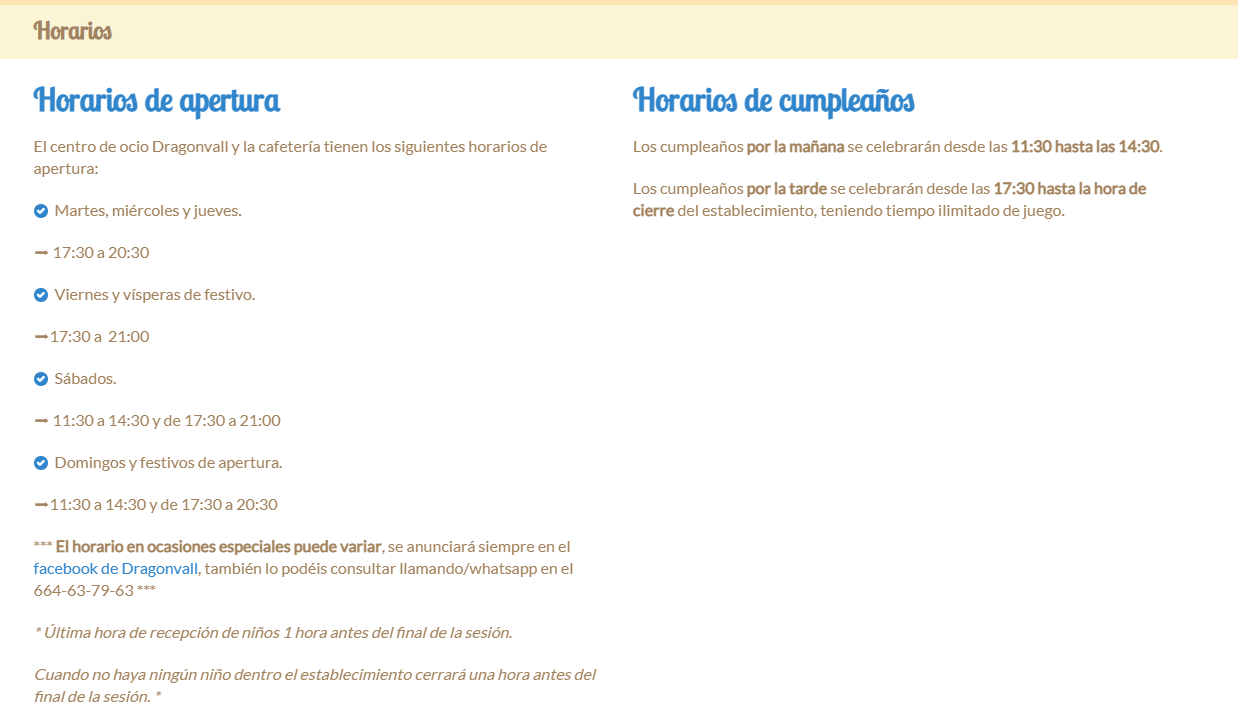 Horarios
Horarios de apertura
El centro de ocio Dragonvall y la cafetería tienen los siguientes horarios de
apertura:
Martes, miércoles y jueves.
17:30 a 20:30
Viernes y vísperas de festivo.
17:30 a  21:00
Sábados.
11:30 a 14:30 y de 17:30 a 21:00
Domingos y festivos de apertura.
11:30 a 14:30 y de 17:30 a 20:30
*** El horario en ocasiones especiales puede variar, se anunciará siempre en el
facebook de Dragonvall, también lo podéis consultar llamando/whatsapp en el
664-63-79-63 ***
* Última hora de recepción de niños 1 hora antes del final de la sesión.
Cuando no haya ningún niño dentro el establecimiento cerrará una hora antes del
final de la sesión. *
Horarios de cumpleaños
Los cumpleaños por la mañana se celebrarán desde las 11:30 hasta las 14:30.
Los cumpleaños por la tarde se celebrarán desde las 17:30 hasta la hora de
cierre del establecimiento, teniendo tiempo ilimitado de juego.